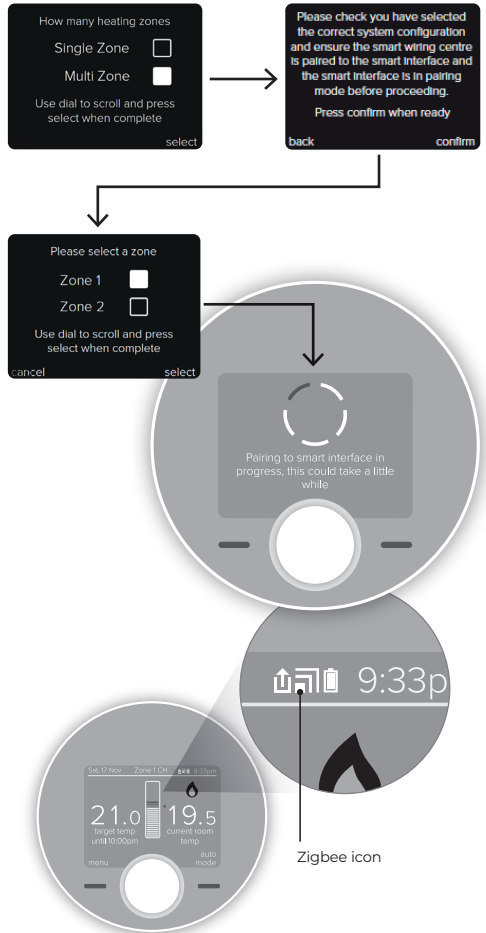 How many heating zones
Single Zone
Multi Zone
Use dial to scroll and press
select when complete
select
Please check you have selected
the correct system configuration
and ensure the smart wiring centre
is paired to the smart interface and
the smart interface is in pairing
mode before proceeding.
Press confirm when ready
back confirm
Please select a zone
Zone 1
Zone 2
Use dial to scroll and press
select when complete
cancel select
Pairing to smart interface in
progress, this could take a little
while
9:33p
Sat, 17 Nov Zone 1 CH 9:33pm
21.0 19.5
target temp current room
until 10:00pm temp
menu auto
mode
Zigbee icon